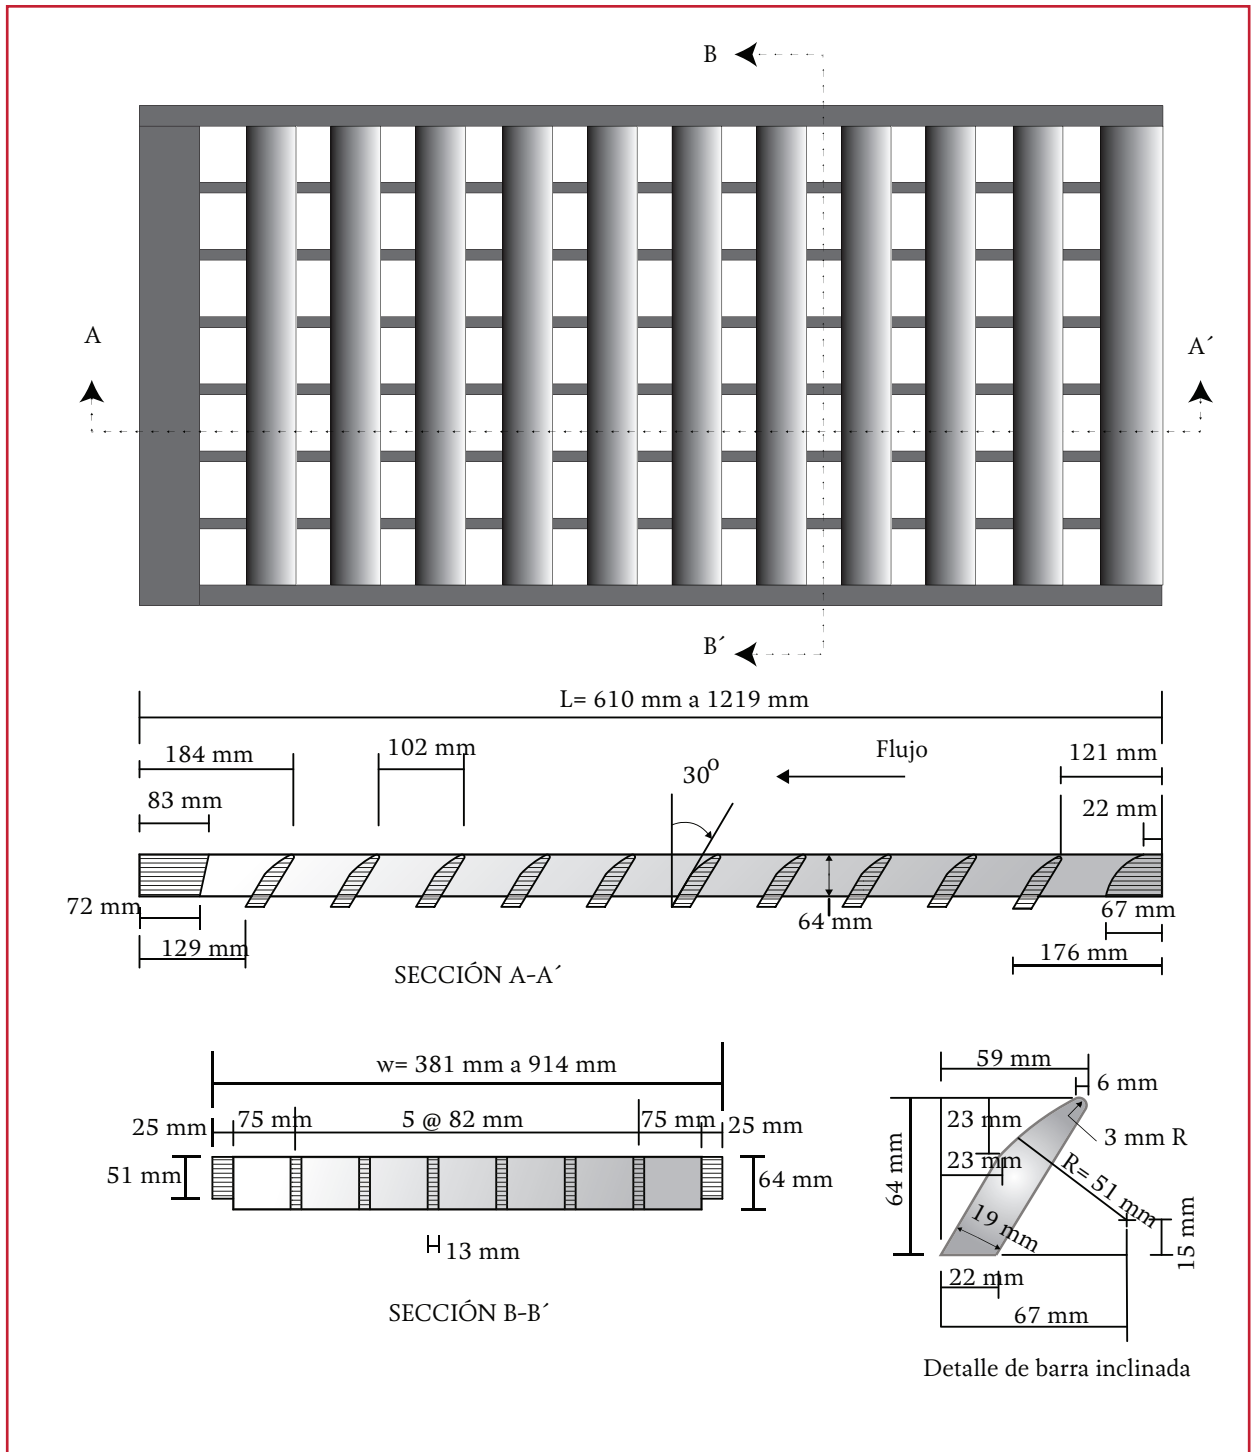 B
A
A´
B´
L= 610 mm a 1219 mm
184 mm
102 mm
Flujo
121 mm
30o
83 mm
22 mm
72 mm
64 mm
67 mm
129 mm
176 mm
SECCIÓN A-A´
w= 381 mm a 914 mm
25 mm
75 mm
5 @ 82 mm
75 mm
25 mm
51 mm
64 mm
13 mm
SECCIÓN B-B´
59 mm
6 mm
23 mm
3 mm R
23 mm
64 mm
R= 51 mm
19 mm
15 mm
22 mm
67 mm
Detalle de barra inclinada